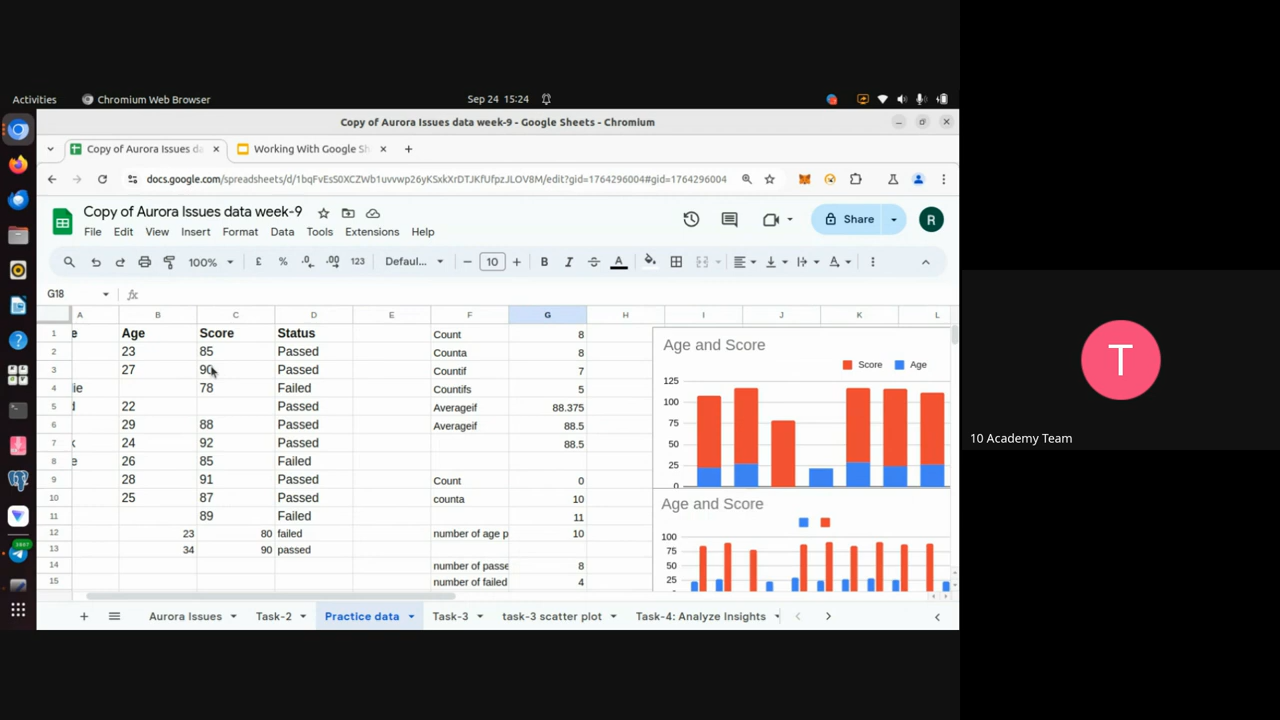 Activities Chromium Web Browser Sep 24 15:24
Copy of Aurora Issues data week-9 - Google Sheets - Chromium
Copy of Aurora Issues da Working With Google Sh
docs.google.com/spreadsheets/d/1bqFvEsS0XCZWb1uvvwp26yKSxkXrDTJKfUfpzJLOV8M/edit?gid=1764296004#gid=1764296004
Copy of Aurora Issues data week-9
File Edit View Insert Format Data Tools Extensions Help
Share R
100% £ % .0 .00 123 Defaul... − 10 + B I A
G18 fx
A B C D E F G H I J K L
1 e Age Score Status Count 8
2 23 85 Passed Counta 8
3 27 90 Passed Countif 7
4 lie 78 Failed Countifs 5
5 d 22 Passed Averageif 88.375
6 29 88 Passed Averageif 88.5
7 k 24 92 Passed 88.5
8 e 26 85 Failed
9 28 91 Passed Count 0
10 25 87 Passed counta 10
11 89 Failed 11
12 23 80 failed number of age p 10
13 34 90 passed
14 number of passe 8
15 number of failed 4
Age and Score
Score Age
125
100
75
50
25
0
Age and Score
100
75
50
25
+ Aurora Issues Task-2 Practice data Task-3 task-3 scatter plot Task-4: Analyze Insights
T
10 Academy Team